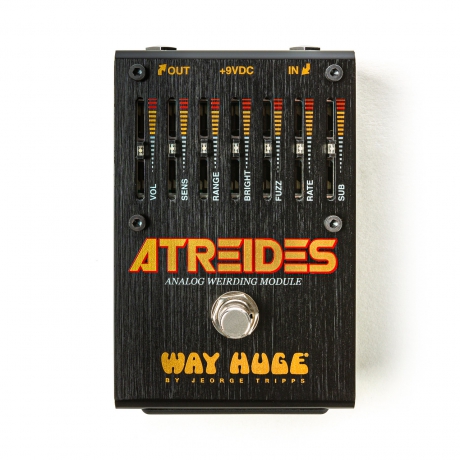 OUT +9VDC IN
VOL SENS RANGE BRIGHT FUZZ RATE SUB
ATREIDES
ANALOG WEIRDING MODULE
WAY HUGE®
BY JEORGE TRIPPS